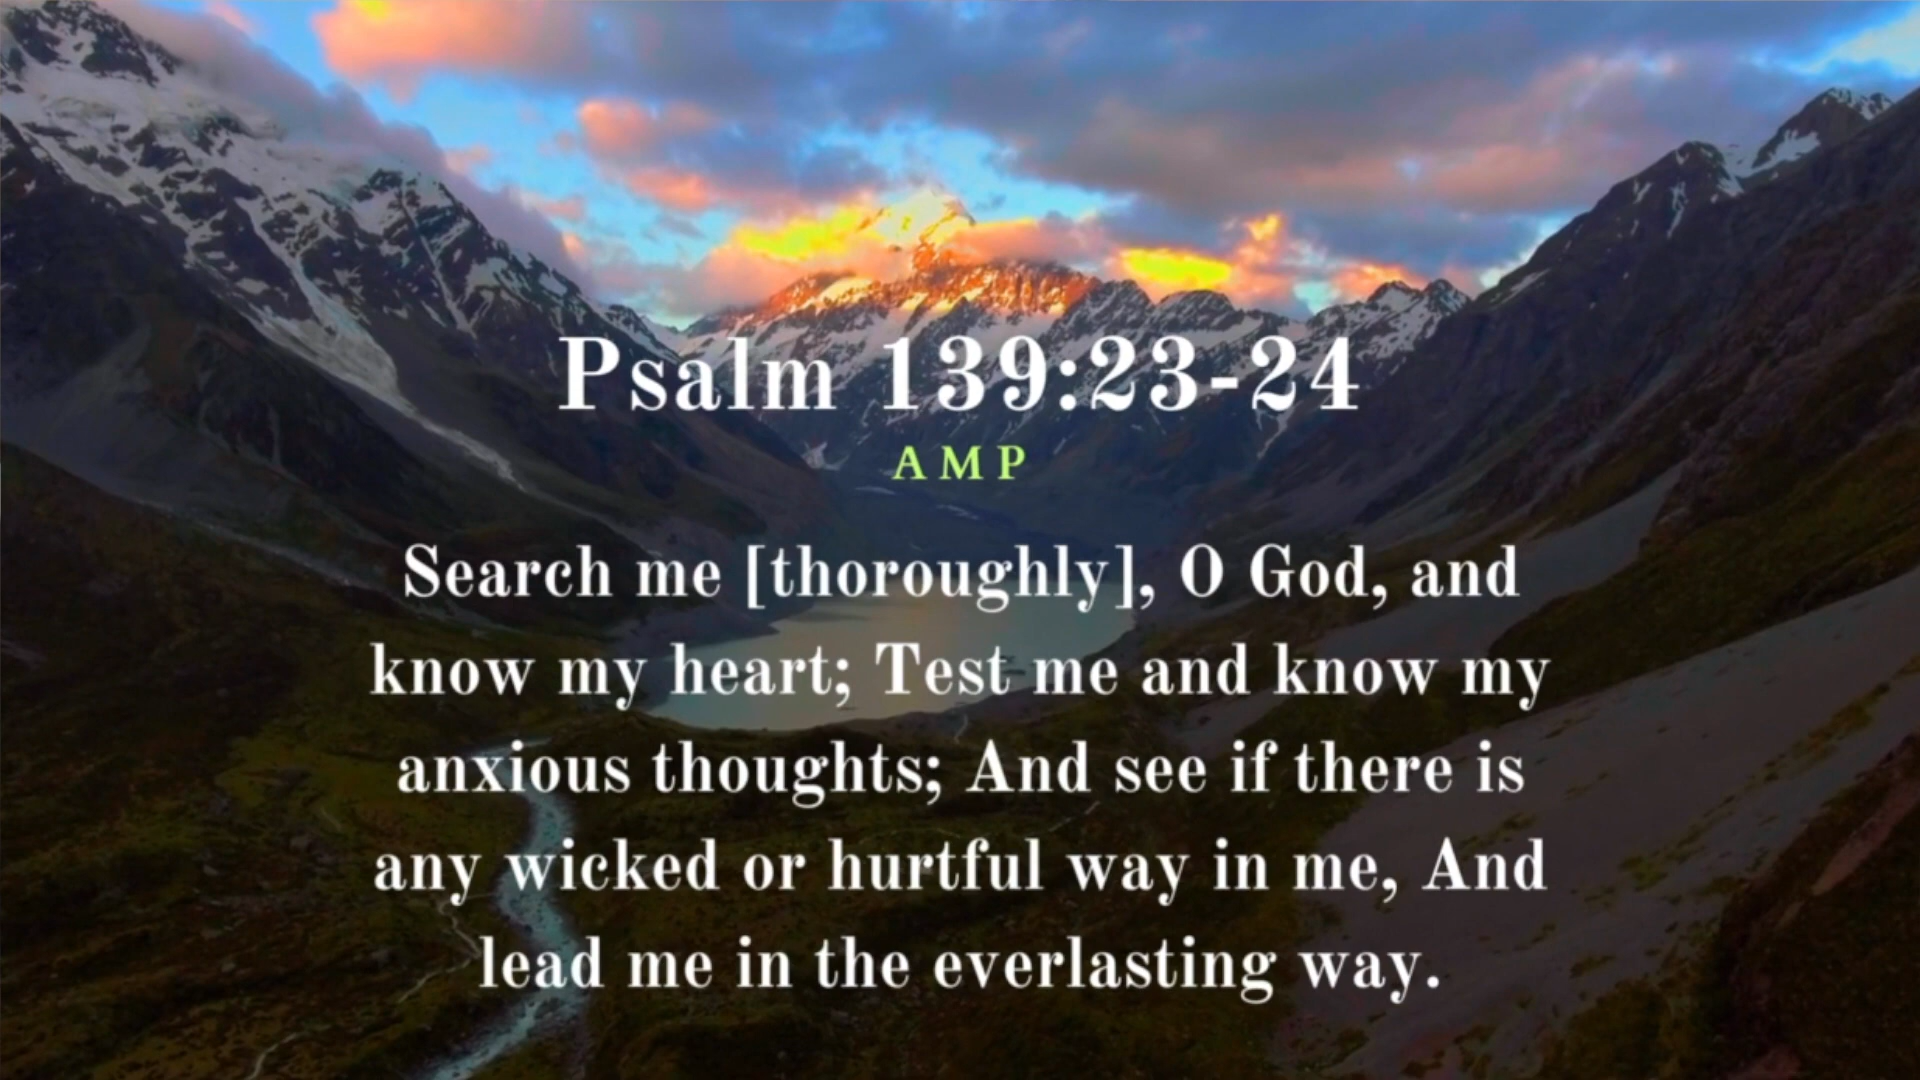 Psalm 139:23-24
AMP
Search me [thoroughly], O God, and
know my heart; Test me and know my
anxious thoughts; And see if there is
any wicked or hurtful way in me, And
lead me in the everlasting way.